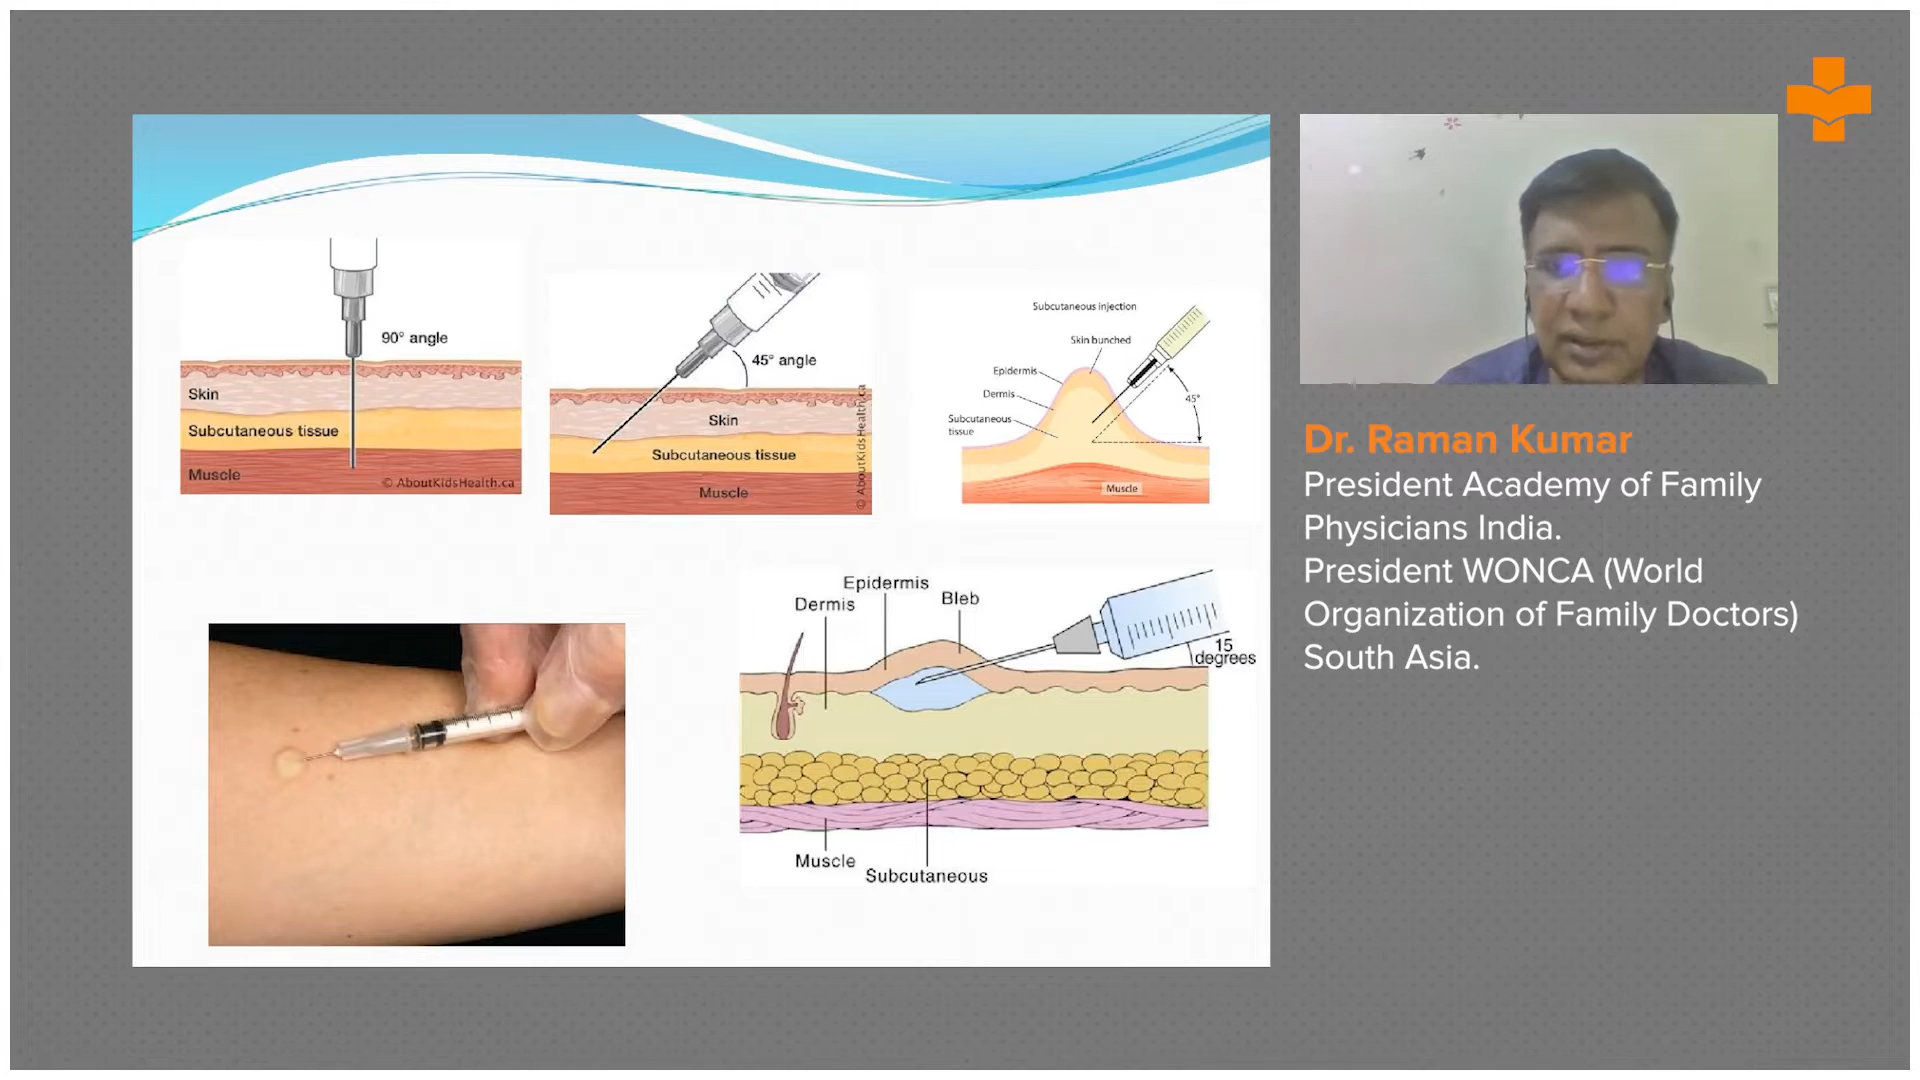 90° angle
Skin
Subcutaneous tissue
Muscle
© AboutKidsHealth.ca
45° angle
Skin
Subcutaneous tissue
Muscle
© AboutKidsHealth.ca
Subcutaneous injection
Skin bunched
Epidermis
Dermis
Subcutaneous
tissue
45°
Muscle
Epidermis
Dermis
Bleb
15
degrees
Muscle
Subcutaneous
Dr. Raman Kumar
President Academy of Family
Physicians India.
President WONCA (World
Organization of Family Doctors)
South Asia.